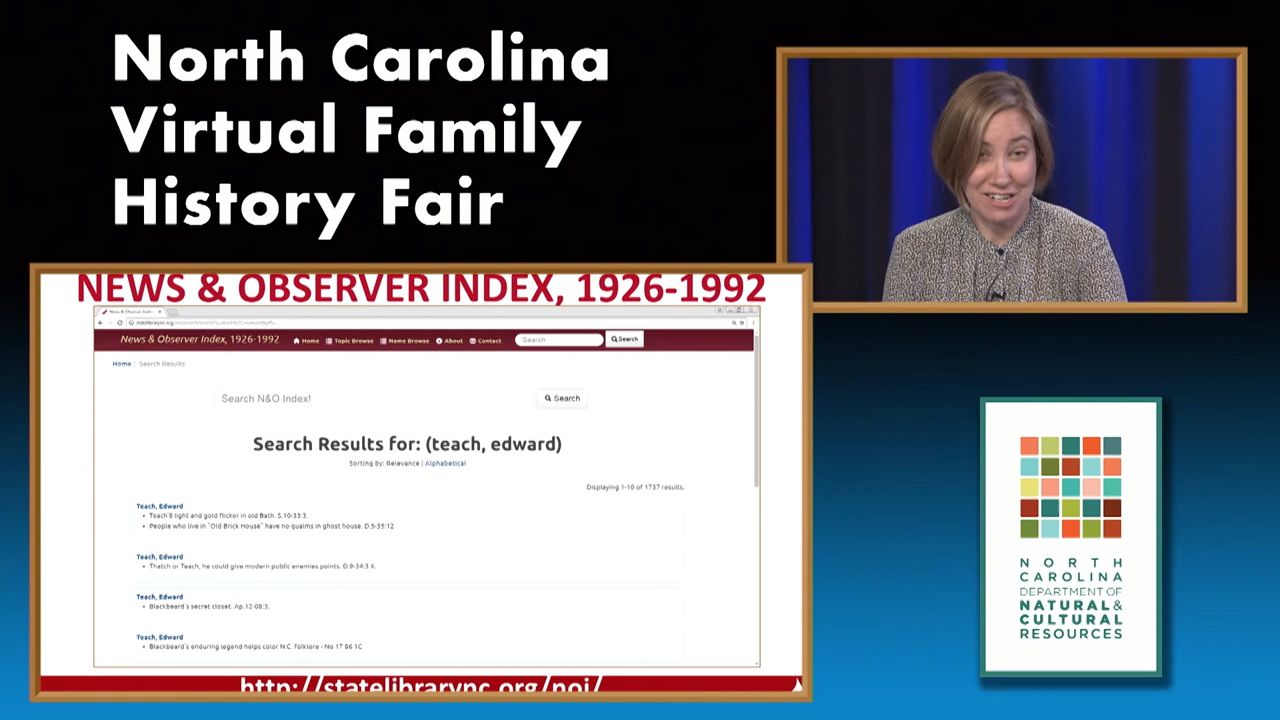 North Carolina
Virtual Family
History Fair
NEWS & OBSERVER INDEX, 1926-1992
News & Observer Index, 1926-1992 Home Topic Browse Name Browse About Contact Search Search
Home / Search Results
Search N&O Index! Search
Search Results for: (teach, edward)
Sorting by: Relevance | Alphabetical
Displaying 1-10 of 1737 results.
Teach, Edward
Teach's light and gold flicker in old Bath. S.10-33:3.
People who live in "Old Brick House" have no qualms in ghost house. D.5-35:12
Teach, Edward
Thatch or Teach, he could give modern public enemies points. D.9-34:3 X.
Teach, Edward
Blackbeard's secret closet. Ap.12-08:3.
Teach, Edward
Blackbeard's enduring legend helps color N.C. folklore - No 17 86 1C
http://statelibrarync.org/noi/
NORTH
CAROLINA
DEPARTMENT OF
NATURAL &
CULTURAL
RESOURCES